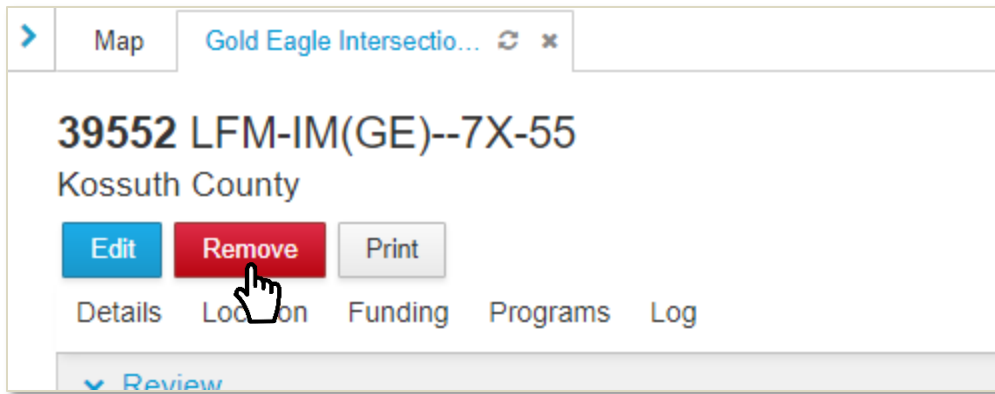 Map Gold Eagle Intersectio...
39552 LFM-IM(GE)--7X-55
Kossuth County
Edit Remove Print
Details Location Funding Programs Log
Review